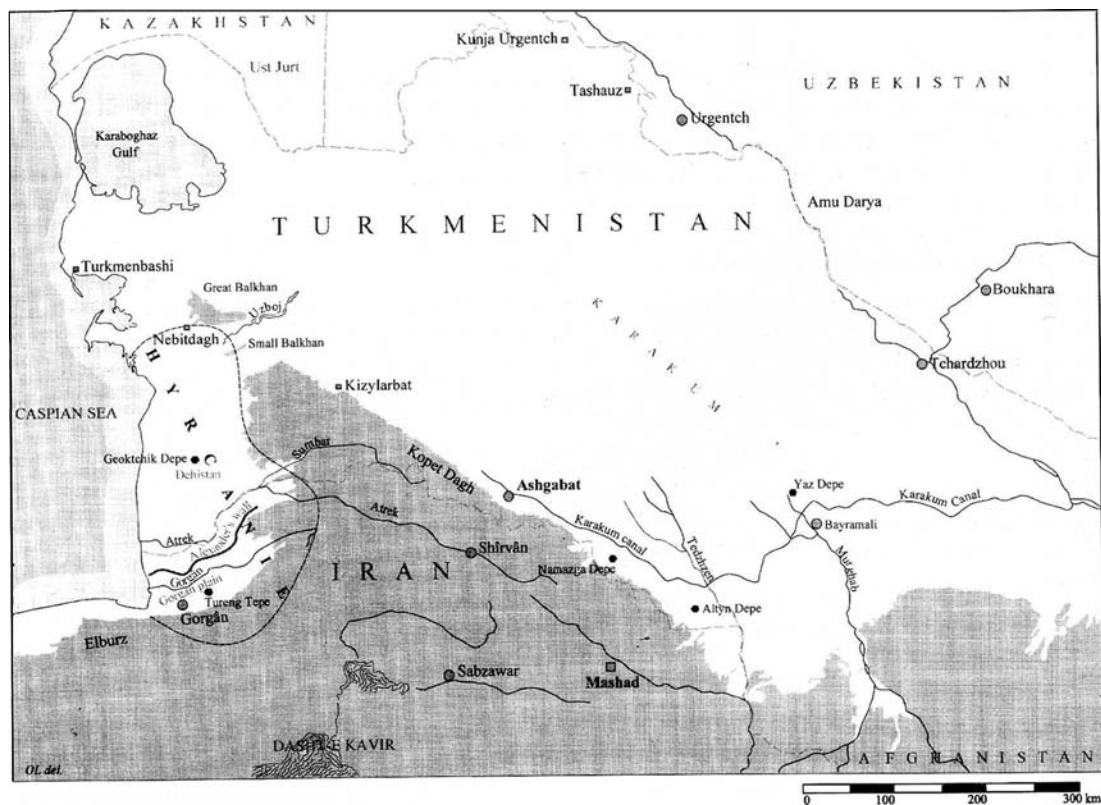 KAZAKHSTAN
Ust Jurt
Kunja Urgentch
UZBEKISTAN
Tashauz
Urgentch
Karaboghaz
Gulf
Amu Darya
TURKMENISTAN
Turkmenbashi
Great Balkhan
Uzboj
Boukhara
KARAKUM
Nebitdagh
Small Balkhan
Tchardzhou
Kizylarbat
CASPIAN SEA
HYRCANIE
Geoktchik Depe
Dehistan
Sumbar
Kopet Dagh
Ashgabat
Yaz Depe
Karakum Canal
Atrek
Alexander's wall
Atrek
Karakum canal
Tedzhen
Bayramali
Murghab
Shîrvân
IRAN
Namazga Depe
Gorgan
Gorgan plain
Tureng Tepe
Gorgân
Altyn Depe
Elburz
Sabzawar
Mashad
DASHT-E KAVIR
AFGHANISTAN
OL del.
0 100 200 300 km